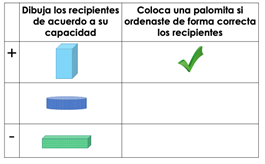 Dibuja los recipientes
de acuerdo a su
capacidad
Coloca una palomita si
ordenaste de forma correcta
los recipientes
+
-